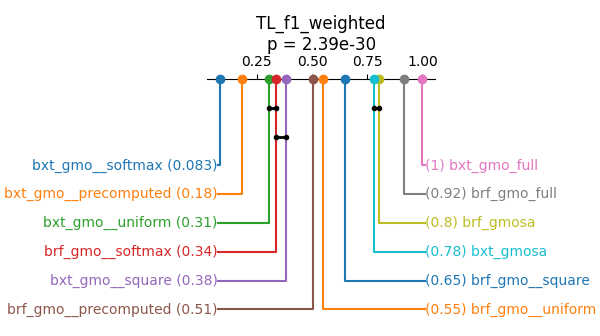 TL_f1_weighted
p = 2.39e-30
0.25 0.50 0.75 1.00
bxt_gmo__softmax (0.083) (1) bxt_gmo_full
bxt_gmo__precomputed (0.18) (0.92) brf_gmo_full
bxt_gmo__uniform (0.31) (0.8) brf_gmosa
brf_gmo__softmax (0.34) (0.78) bxt_gmosa
bxt_gmo__square (0.38) (0.65) brf_gmo__square
brf_gmo__precomputed (0.51) (0.55) brf_gmo__uniform